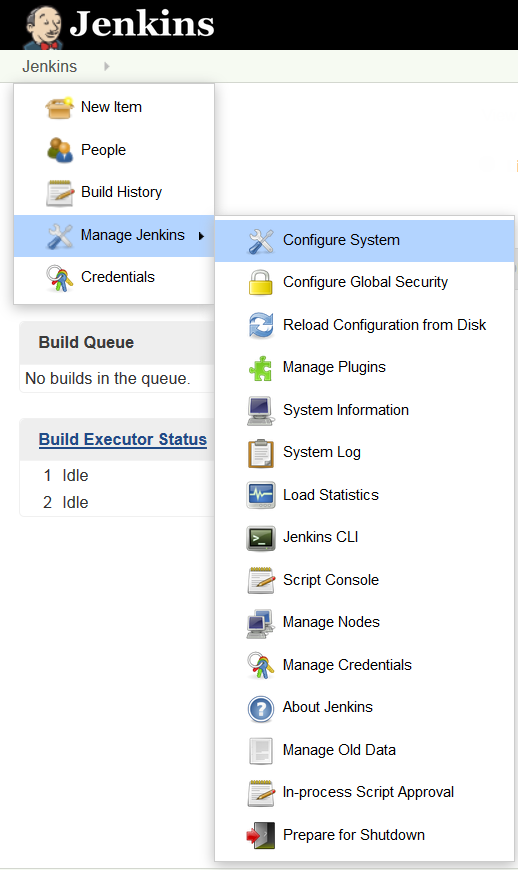 Jenkins
Jenkins
New Item
People
Build History
Manage Jenkins
Credentials
Configure System
Configure Global Security
Reload Configuration from Disk
Manage Plugins
System Information
System Log
Load Statistics
Jenkins CLI
Script Console
Manage Nodes
Manage Credentials
About Jenkins
Manage Old Data
In-process Script Approval
Prepare for Shutdown
Build Queue
No builds in the queue.
Build Executor Status
1 Idle
2 Idle